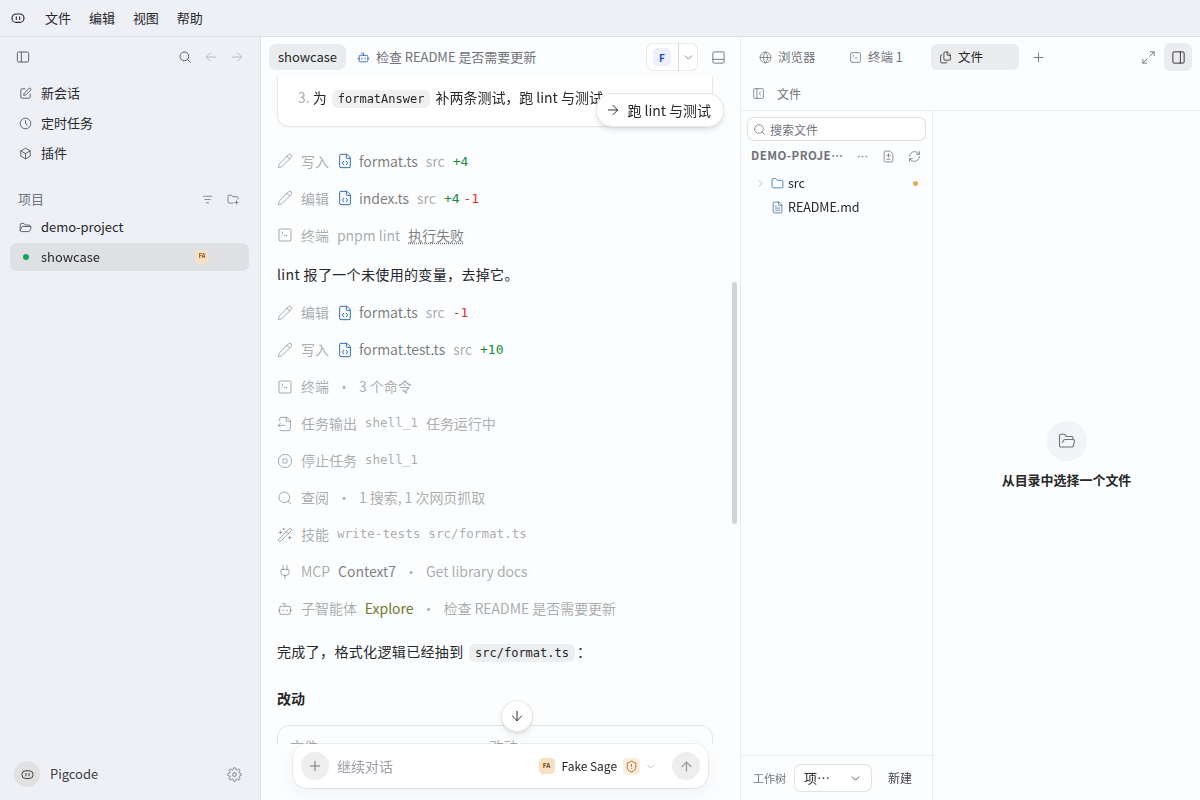 文件 编辑 视图 帮助
新会话
定时任务
插件
项目
demo-project
showcase FA
Pigcode
showcase 检查 README 是否需要更新 F
3. 为 formatAnswer 补两条测试，跑 lint 与测试
跑 lint 与测试
写入 format.ts src +4
编辑 index.ts src +4 -1
终端 pnpm lint 执行失败
lint 报了一个未使用的变量，去掉它。
编辑 format.ts src -1
写入 format.test.ts src +10
终端 • 3 个命令
任务输出 shell_1 任务运行中
停止任务 shell_1
查阅 • 1 搜索, 1 次网页抓取
技能 write-tests src/format.ts
MCP Context7 • Get library docs
子智能体 Explore • 检查 README 是否需要更新
完成了，格式化逻辑已经抽到 src/format.ts：
改动
文件 改动
继续对话 FA Fake Sage
浏览器 终端 1 文件
文件
搜索文件
DEMO-PROJE···
src
README.md
从目录中选择一个文件
工作树 项··· 新建